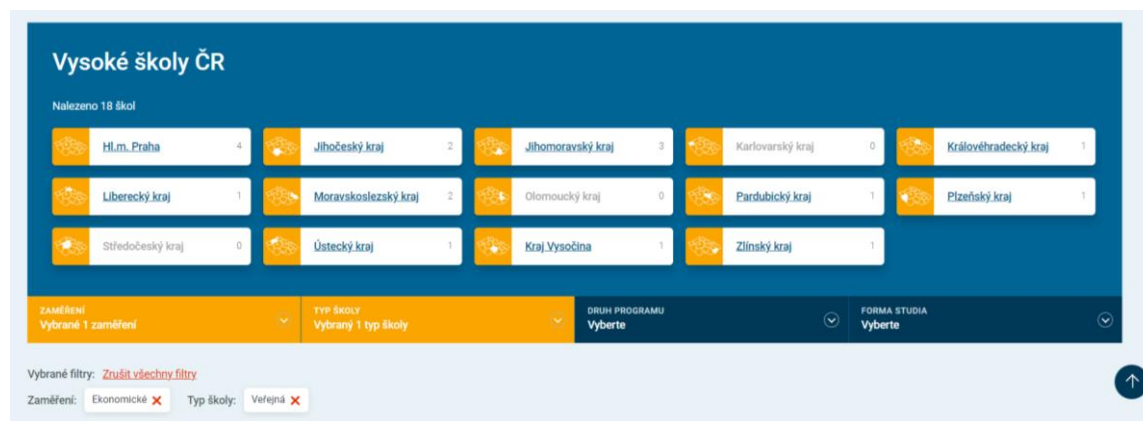 Vysoké školy ČR
Nalezeno 18 škol
Hl.m. Praha 4 Jihočeský kraj 2 Jihomoravský kraj 3 Karlovarský kraj 0 Královéhradecký kraj 1
Liberecký kraj 1 Moravskoslezský kraj 2 Olomoucký kraj 0 Pardubický kraj 1 Plzeňský kraj 1
Středočeský kraj 0 Ústecký kraj 1 Kraj Vysočina 1 Zlínský kraj 1
ZAMĚŘENÍ TYP ŠKOLY DRUH PROGRAMU FORMA STUDIA
Vybrané 1 zaměření Vybraný 1 typ školy Vyberte Vyberte
Vybrané filtry: Zrušit všechny filtry
Zaměření: Ekonomické Typ školy: Veřejná